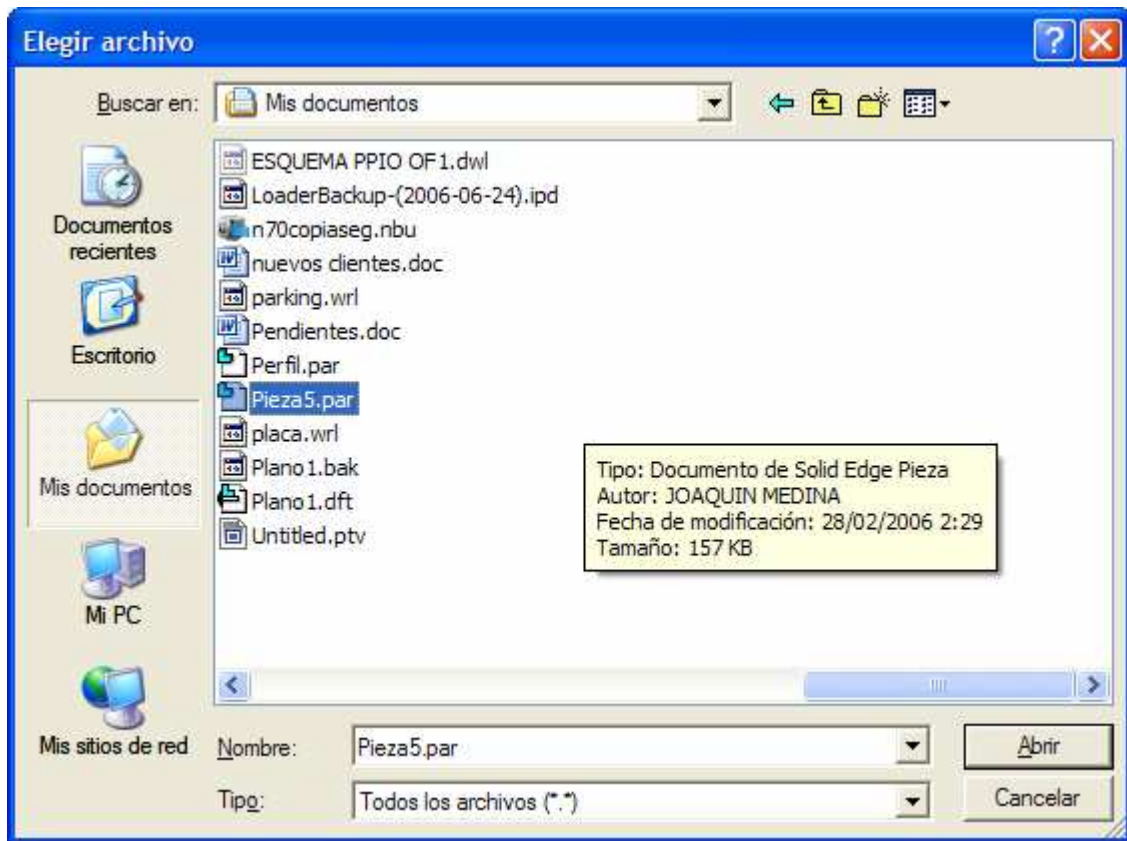 Elegir archivo
Buscar en: Mis documentos
Documentos recientes
Escritorio
Mis documentos
Mi PC
Mis sitios de red
ESQUEMA PPIO OF1.dwl
LoaderBackup-(2006-06-24).ipd
n70copiaseg.nbu
nuevos clientes.doc
parking.wrl
Pendientes.doc
Perfil.par
Pieza5.par
placa.wrl
Plano1.bak
Plano1.dft
Untitled.ptv
Tipo: Documento de Solid Edge Pieza
Autor: JOAQUIN MEDINA
Fecha de modificación: 28/02/2006 2:29
Tamaño: 157 KB
Nombre: Pieza5.par Abrir
Tipo: Todos los archivos (*.*) Cancelar